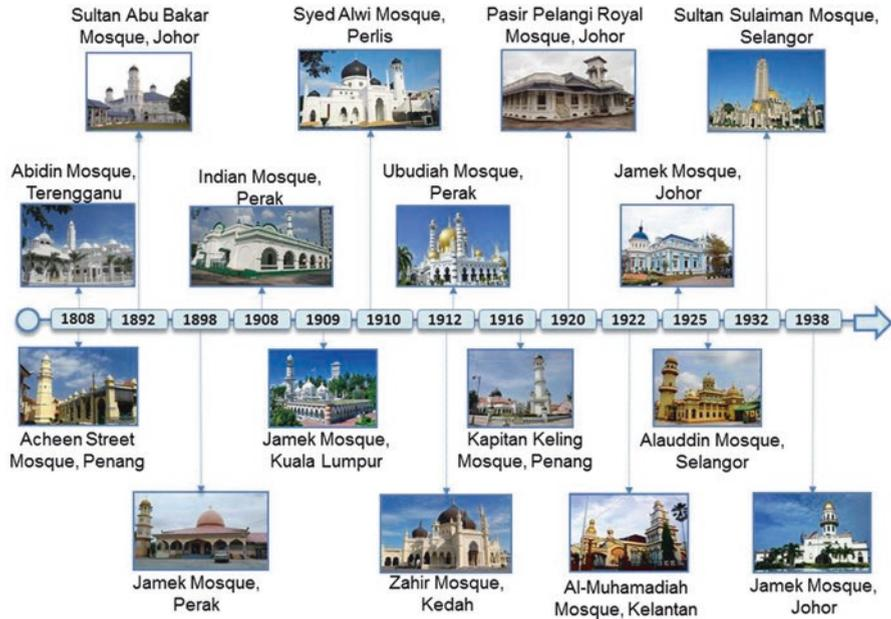 Sultan Abu Bakar
Mosque, Johor
Syed Alwi Mosque,
Perlis
Pasir Pelangi Royal
Mosque, Johor
Sultan Sulaiman Mosque,
Selangor
Abidin Mosque,
Terengganu
Indian Mosque,
Perak
Ubudiah Mosque,
Perak
Jamek Mosque,
Johor
1808 1892 1898 1908 1909 1910 1912 1916 1920 1922 1925 1932 1938
Acheen Street
Mosque, Penang
Jamek Mosque,
Kuala Lumpur
Kapitan Keling
Mosque, Penang
Alauddin Mosque,
Selangor
Jamek Mosque,
Perak
Zahir Mosque,
Kedah
Al-Muhamadiah
Mosque, Kelantan
Jamek Mosque,
Johor